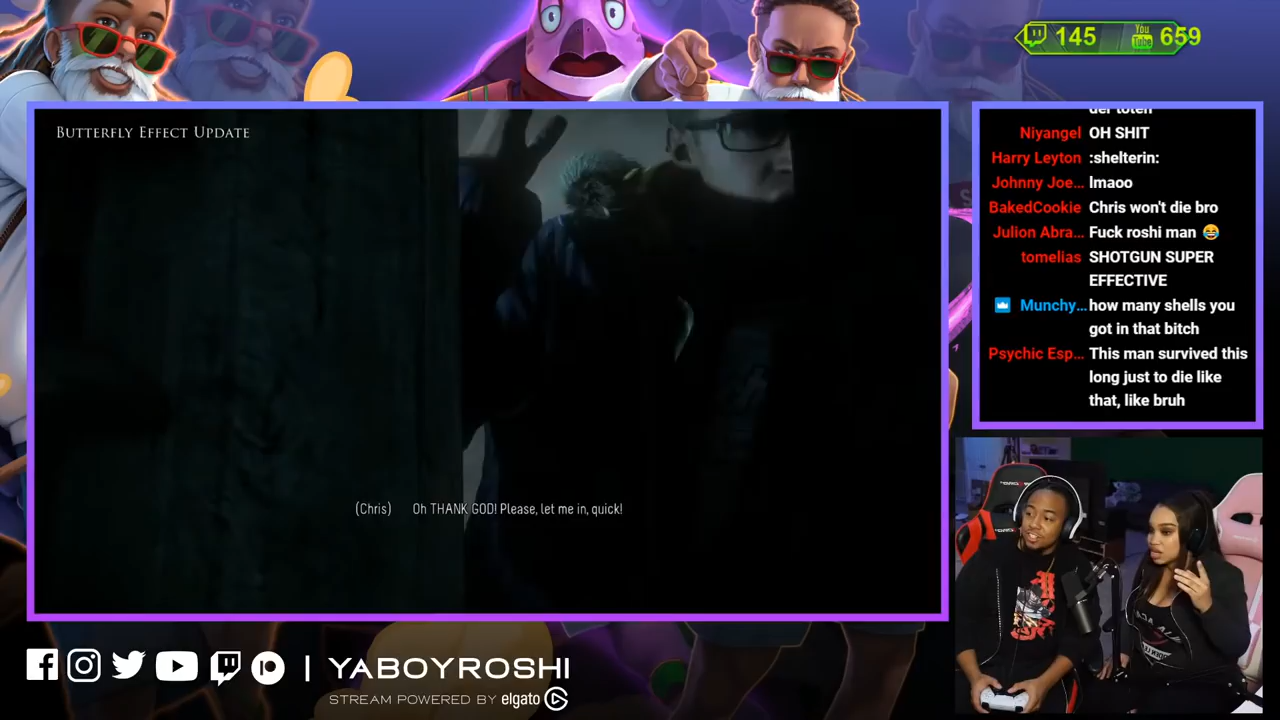 145
You Tube 659
BUTTERFLY EFFECT UPDATE
Niyangel OH SHIT
Harry Leyton :shelterin:
Johnny Joe... lmaoo
BakedCookie Chris won't die bro
Julion Abra... Fuck roshi man 😂
tomelias SHOTGUN SUPER
EFFECTIVE
Munchy... how many shells you
got in that bitch
Psychic Esp... This man survived this
long just to die like
that, like bruh
(Chris) Oh THANK GOD! Please, let me in, quick!
| YABOYROSHI
STREAM POWERED BY elgato